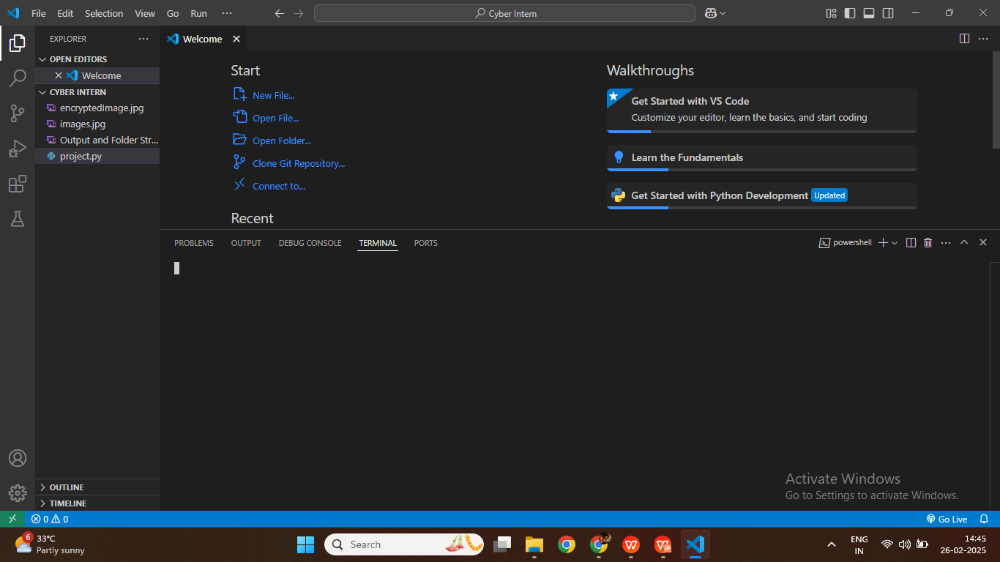 File Edit Selection View Go Run ···
Cyber Intern
EXPLORER
OPEN EDITORS
Welcome
CYBER INTERN
encryptedImage.jpg
images.jpg
Output and Folder Str...
project.py
OUTLINE
TIMELINE
Welcome
Start
New File...
Open File...
Open Folder...
Clone Git Repository...
Connect to...
Recent
Walkthroughs
Get Started with VS Code
Customize your editor, learn the basics, and start coding
Learn the Fundamentals
Get Started with Python Development Updated
PROBLEMS OUTPUT DEBUG CONSOLE TERMINAL PORTS
powershell
Activate Windows
Go to Settings to activate Windows.
0 0
Go Live
6
33°C
Partly sunny
Search
ENG
IN
14:45
26-02-2025